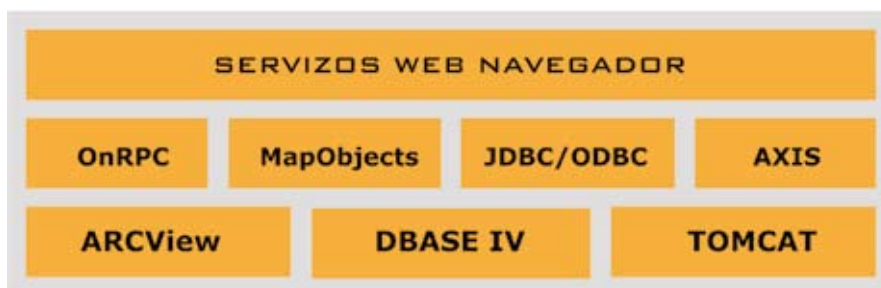 SERVIZOS WEB NAVEGADOR
OnRPC MapObjects JDBC/ODBC AXIS
ARCView DBASE IV TOMCAT